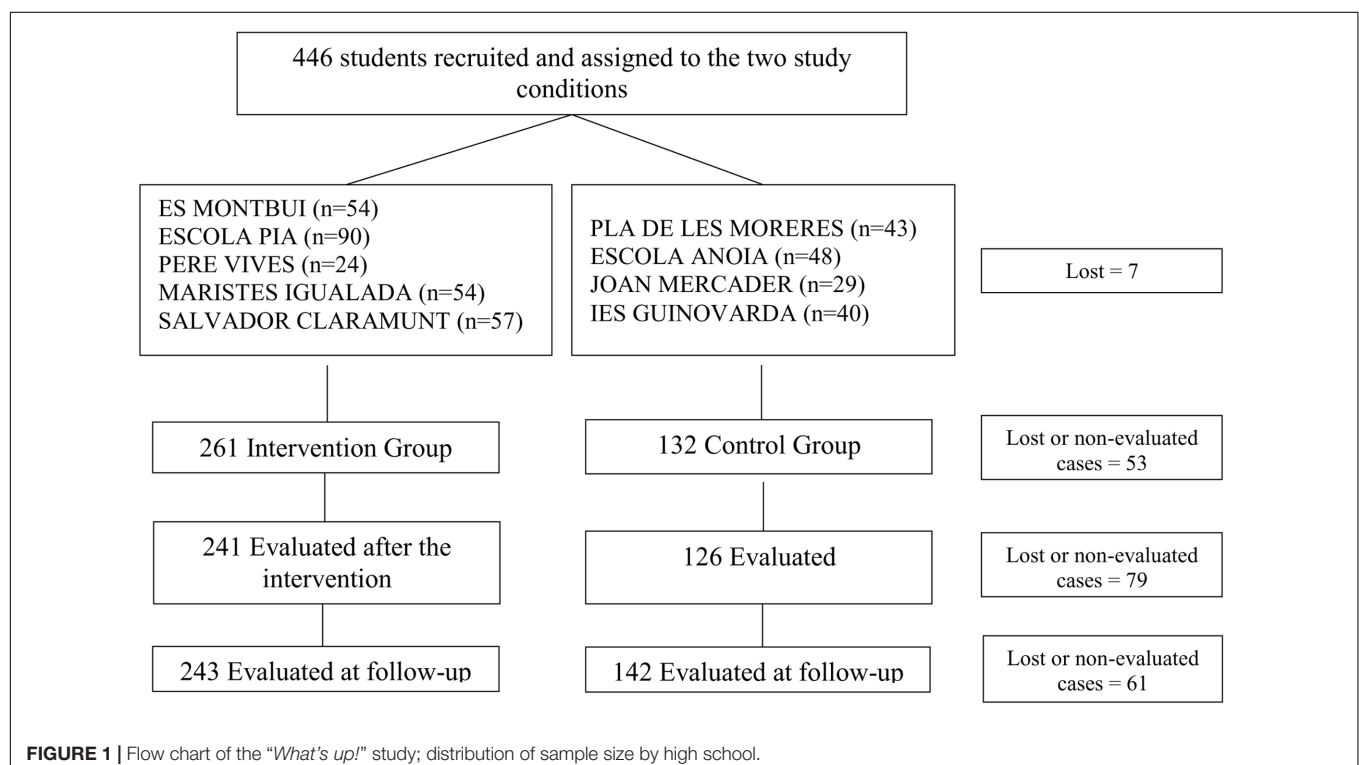 446 students recruited and assigned to the two study
conditions
ES MONTBUI (n=54)
ESCOLA PIA (n=90)
PERE VIVES (n=24)
MARISTES IGUALADA (n=54)
SALVADOR CLARAMUNT (n=57)
PLA DE LES MORERES (n=43)
ESCOLA ANOIA (n=48)
JOAN MERCADER (n=29)
IES GUINOVARDA (n=40)
Lost = 7
261 Intervention Group
132 Control Group
Lost or non-evaluated
cases = 53
241 Evaluated after the
intervention
126 Evaluated
Lost or non-evaluated
cases = 79
243 Evaluated at follow-up
142 Evaluated at follow-up
Lost or non-evaluated
cases = 61
FIGURE 1 | Flow chart of the “What’s up!” study; distribution of sample size by high school.